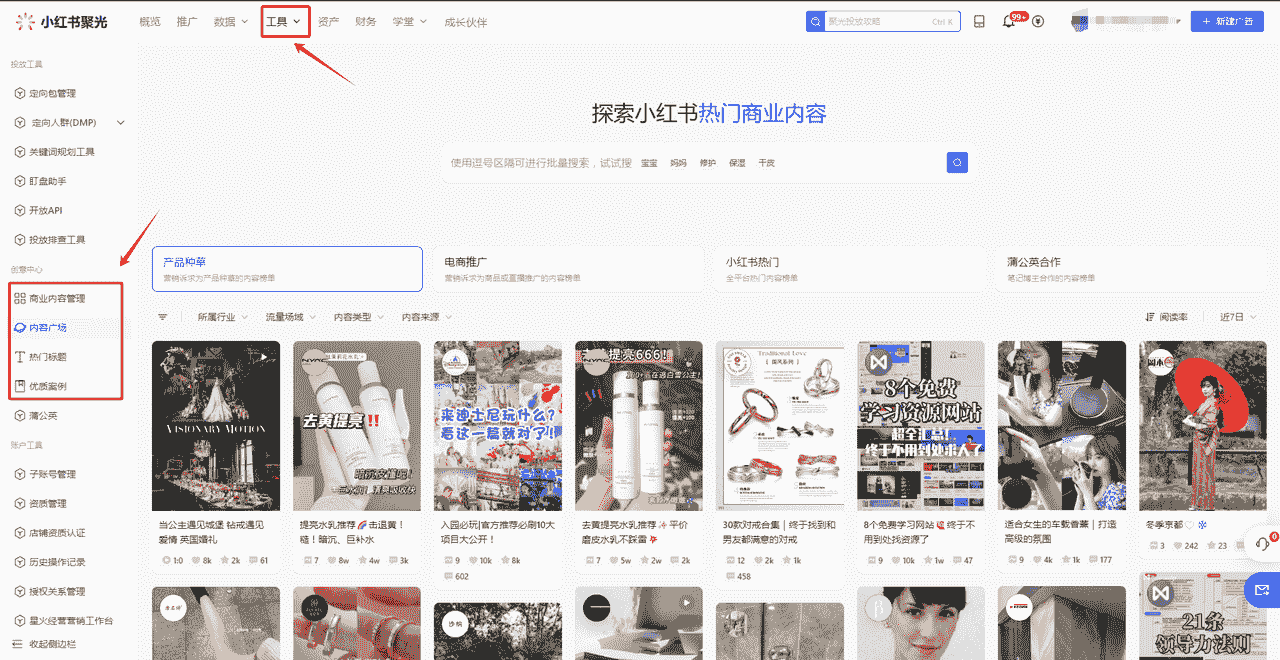 小红书聚光
概览 推广 数据 工具 资产 财务 学堂 成长伙伴
聚光投放攻略 Ctrl K
99+
+ 新建广告
投放工具
定向包管理
定向人群(DMP)
关键词规划工具
盯盘助手
开放API
投放排查工具
创意中心
商业内容管理
内容广场
热门标题
优质案例
蒲公英
账户工具
子账号管理
资质管理
店铺资质认证
历史操作记录
授权关系管理
星火经营营销工作台
收起侧边栏
探索小红书热门商业内容
使用逗号区隔可进行批量搜索，试试搜 宝宝 妈妈 修护 保湿 干皮
产品种草
营销诉求为产品种草的内容榜单
电商推广
营销诉求为商品或直播推广的内容榜单
小红书热门
全平台热门内容榜单
蒲公英合作
笔记博主合作的内容榜单
所属行业 流量场域 内容类型 内容来源
阅读率 近7日
VISIONARY MOTION
当公主遇见城堡 钻戒遇见
爱情 英国婚礼
1:0 8k 2k 61
去黄提亮!!
提亮水乳推荐🌈击退黄！
糙！暗沉、巨补水
7 8w 4w 3k
来迪士尼玩什么?
看这一篇就对了!
入园必玩|官方推荐必刷10大
项目大公开！
9 10k 8k
602
提亮666!
去黄提亮水乳推荐✨平价
磨皮水乳不踩雷💥
7 5w 2w 2k
Traditional Love
30款对戒合集｜终于找到和
男友都满意的对戒
12 2k 1k
458
8个免费
学习资源网站
超全汇总!
终于不用到处求人了
8个免费学习网站📢终于不
用到处找资源了
9 10k 1w 47
适合女生的车载香薰｜打造
高级的氛围
9 4k 1k 177
冬季京都🤍❄️
3 242 23
0
21条
领导力法则